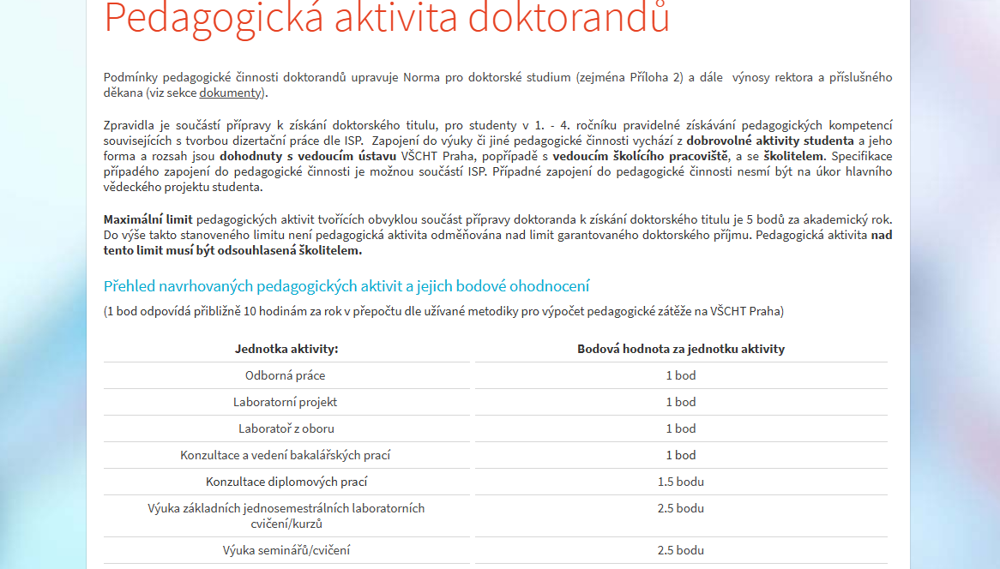 Pedagogická aktivita doktorandů
Podmínky pedagogické činnosti doktorandů upravuje Norma pro doktorské studium (zejména Příloha 2) a dále výnosy rektora a příslušného
děkana (viz sekce dokumenty).
Zpravidla je součástí přípravy k získání doktorského titulu, pro studenty v 1. - 4. ročníku pravidelné získávání pedagogických kompetencí
souvisejících s tvorbou dizertační práce dle ISP. Zapojení do výuky či jiné pedagogické činnosti vychází z dobrovolné aktivity studenta a jeho
forma a rozsah jsou dohodnuty s vedoucím ústavu VŠCHT Praha, popřípadě s vedoucím školícího pracoviště, a se školitelem. Specifikace
případého zapojení do pedagogické činnosti je možnou součástí ISP. Případné zapojení do pedagogické činnosti nesmí být na úkor hlavního
vědeckého projektu studenta.
Maximální limit pedagogických aktivit tvořících obvyklou součást přípravy doktoranda k získání doktorského titulu je 5 bodů za akademický rok.
Do výše takto stanoveného limitu není pedagogická aktivita odměňována nad limit garantovaného doktorského příjmu. Pedagogická aktivita nad
tento limit musí být odsouhlasená školitelem.
Přehled navrhovaných pedagogických aktivit a jejich bodové ohodnocení
(1 bod odpovídá přibližně 10 hodinám za rok v přepočtu dle užívané metodiky pro výpočet pedagogické zátěže na VŠCHT Praha)
Jednotka aktivity: Bodová hodnota za jednotku aktivity
Odborná práce 1 bod
Laboratorní projekt 1 bod
Laboratoř z oboru 1 bod
Konzultace a vedení bakalářských prací 1 bod
Konzultace diplomových prací 1.5 bodu
Výuka základních jednosemestrálních laboratorních 2.5 bodu
cvičení/kurzů
Výuka seminářů/cvičení 2.5 bodu